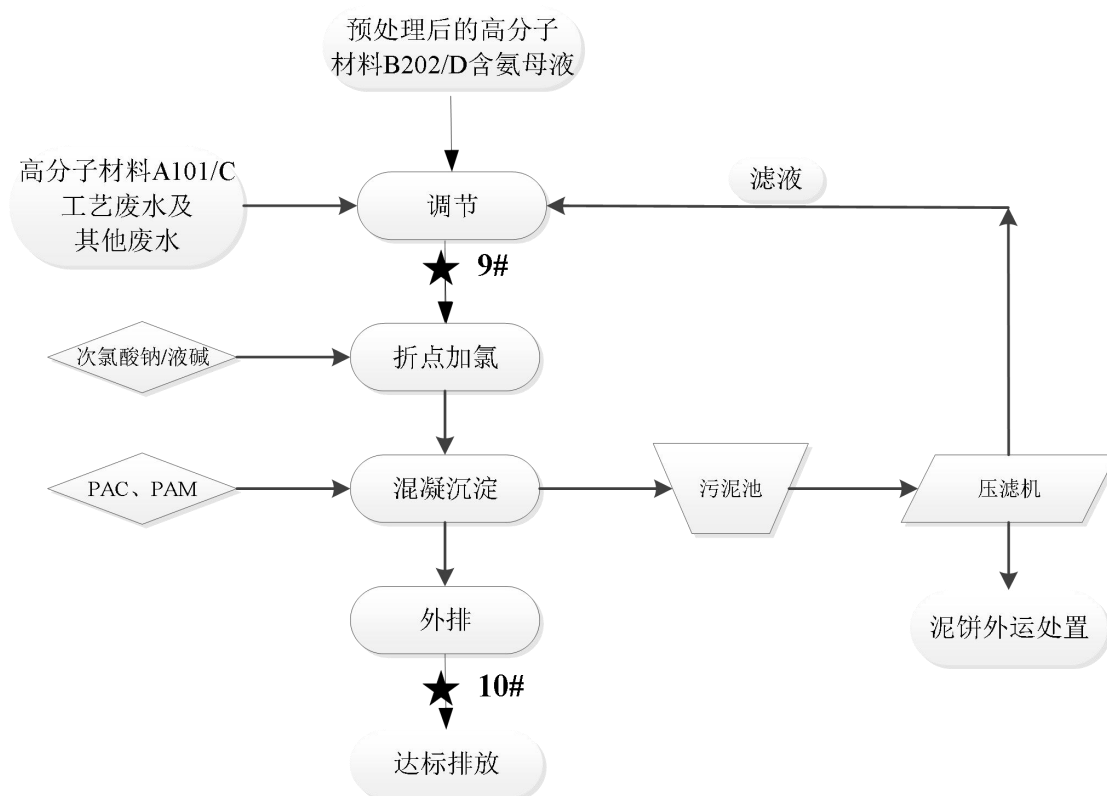 预处理后的高分子
材料B202/D含氨母液
高分子材料A101/C
工艺废水及
其他废水
调节
滤液
9#
次氯酸钠/液碱
折点加氯
PAC、PAM
混凝沉淀
污泥池
压滤机
外排
泥饼外运处置
10#
达标排放